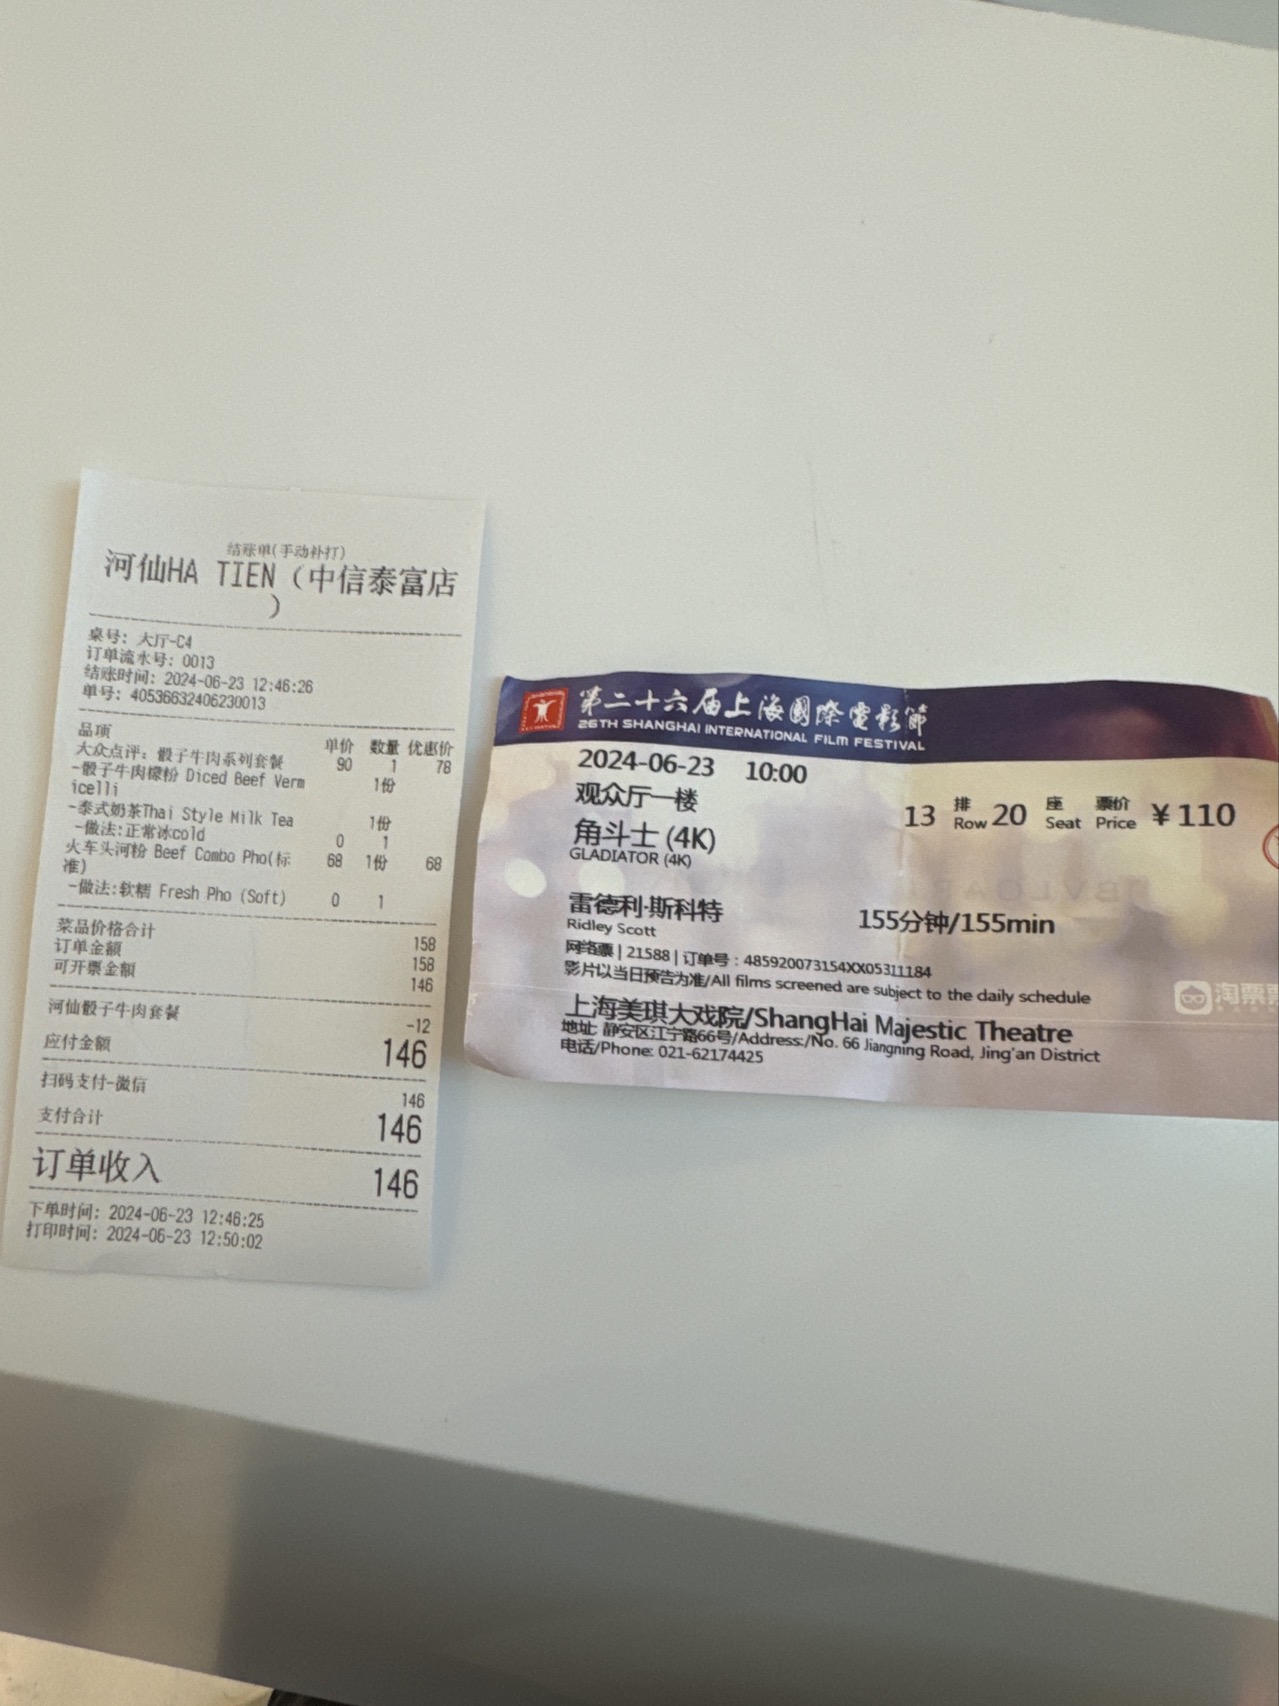 结账单(手动补打)
河仙HA TIEN（中信泰富店
）
桌号: 大厅-C4
订单流水号: 0013
结账时间: 2024-06-23 12:46:26
单号: 40536632406230013
品项 单价 数量 优惠价
大众点评: 骰子牛肉系列套餐 90 1 78
-骰子牛肉檬粉 Diced Beef Verm 1份
icelli
-泰式奶茶Thai Style Milk Tea 1份
-做法:正常冰cold 0 1
火车头河粉 Beef Combo Pho(标 68 1份 68
准)
-做法:软糯 Fresh Pho (Soft) 0 1
菜品价格合计 158
订单金额 158
可开票金额 146
河仙骰子牛肉套餐 -12
应付金额 146
扫码支付-微信 146
支付合计 146
订单收入 146
下单时间: 2024-06-23 12:46:25
打印时间: 2024-06-23 12:50:02
第二十六届上海國際電影節
26TH SHANGHAI INTERNATIONAL FILM FESTIVAL
2024-06-23 10:00
观众厅一楼
13 排 Row 20 座 Seat 票价 Price ￥110
角斗士 (4K)
GLADIATOR (4K)
雷德利·斯科特
Ridley Scott
155分钟/155min
网络票 | 21588 | 订单号：485920073154XX05311184
影片以当日预告为准/All films screened are subject to the daily schedule
淘票票
上海美琪大戏院/ShangHai Majestic Theatre
地址: 静安区江宁路66号/Address:/No. 66 Jiangning Road, Jing'an District
电话/Phone: 021-62174425